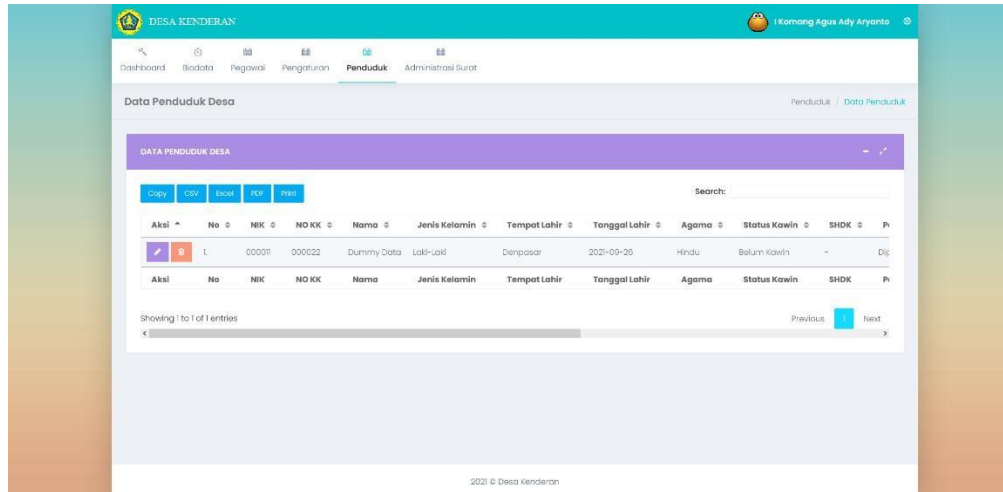 DESA KENDERAN
I Komang Agus Ady Aryanto
Dashboard Biodata Pegawai Pengaturan Penduduk Administrasi Surat
Data Penduduk Desa
Penduduk / Data Penduduk
DATA PENDUDUK DESA
Copy CSV Excel PDF Print
Search:
Aksi No NIK NO KK Nama Jenis Kelamin Tempat Lahir Tanggal Lahir Agama Status Kawin SHDK
1. 000011 000022 Dummy Data Laki-Laki Denpasar 2021-09-26 Hindu Belum Kawin -
Aksi No NIK NO KK Nama Jenis Kelamin Tempat Lahir Tanggal Lahir Agama Status Kawin SHDK
Showing 1 to 1 of 1 entries
Previous 1 Next
2021 © Desa Kenderan